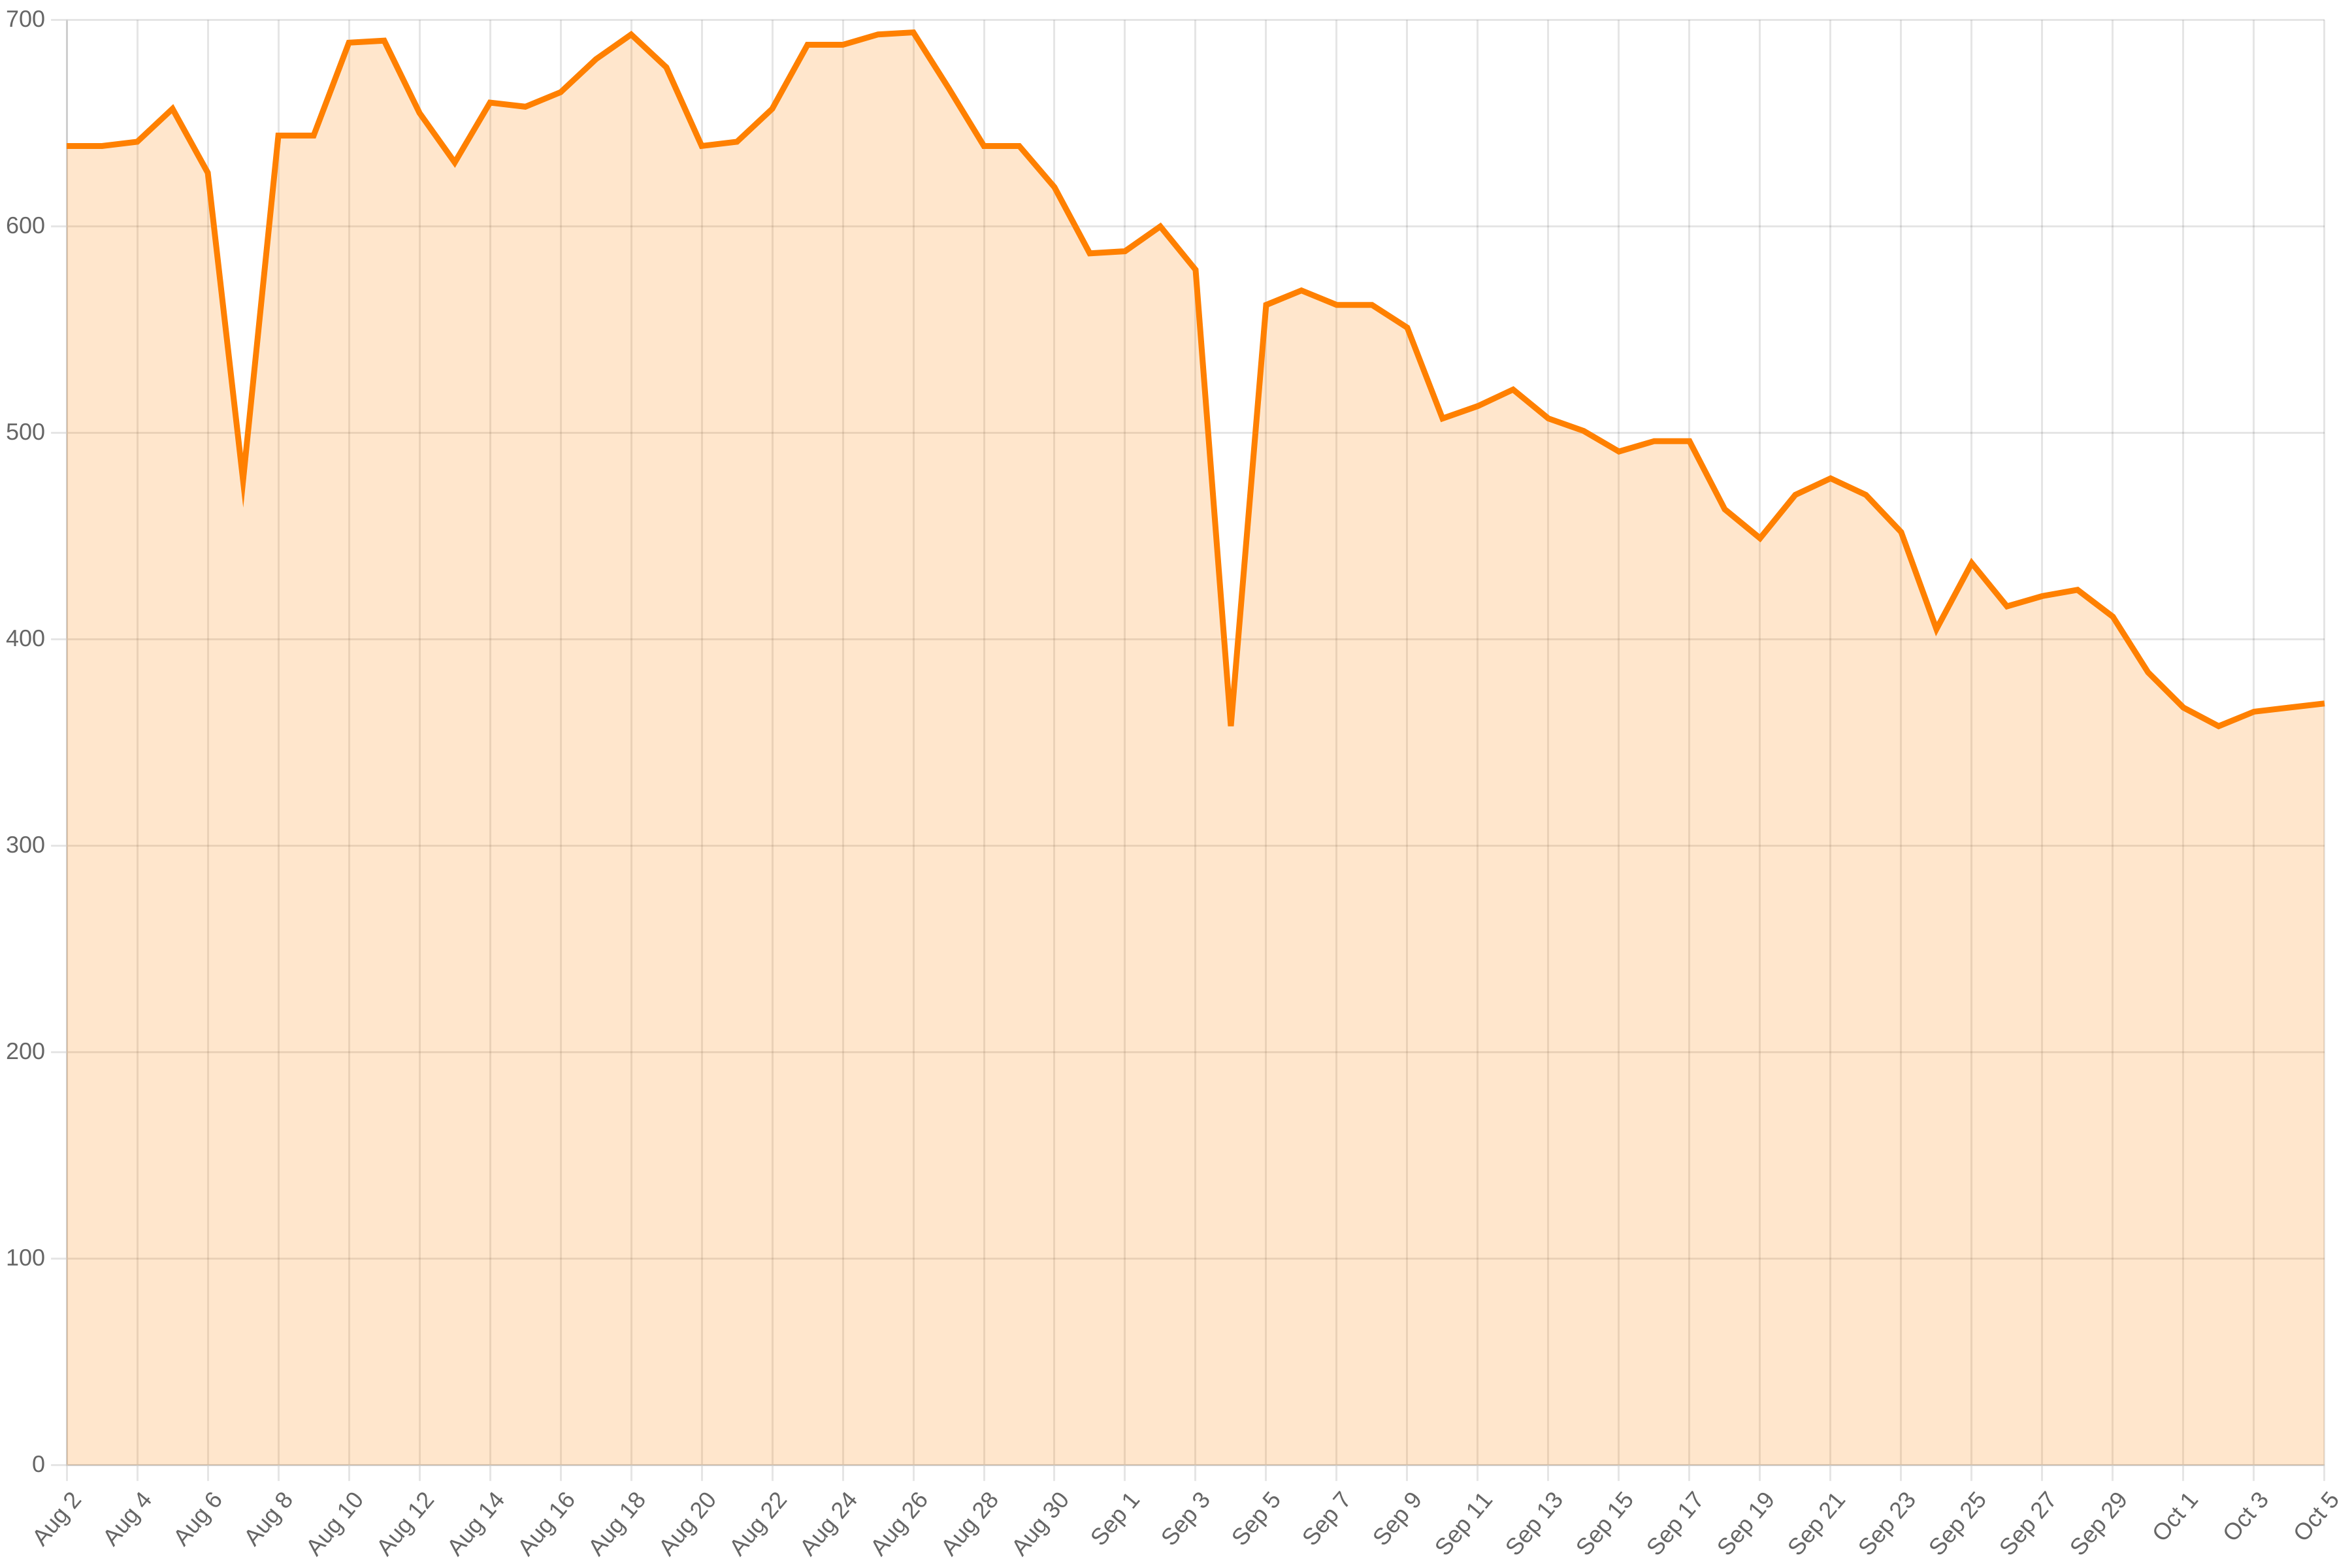 700
600
500
400
300
200
100
0
Aug 2
Aug 4
Aug 6
Aug 8
Aug 10
Aug 12
Aug 14
Aug 16
Aug 18
Aug 20
Aug 22
Aug 24
Aug 26
Aug 28
Aug 30
Sep 1
Sep 3
Sep 5
Sep 7
Sep 9
Sep 11
Sep 13
Sep 15
Sep 17
Sep 19
Sep 21
Sep 23
Sep 25
Sep 27
Sep 29
Oct 1
Oct 3
Oct 5